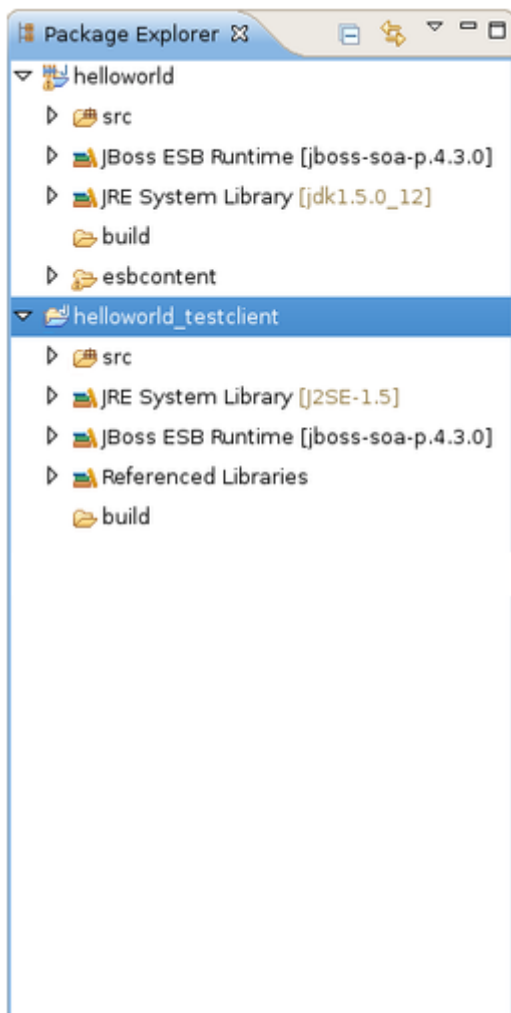 Package Explorer
helloworld
src
JBoss ESB Runtime [jboss-soa-p.4.3.0]
JRE System Library [jdk1.5.0_12]
build
esbcontent
helloworld_testclient
src
JRE System Library [J2SE-1.5]
JBoss ESB Runtime [jboss-soa-p.4.3.0]
Referenced Libraries
build